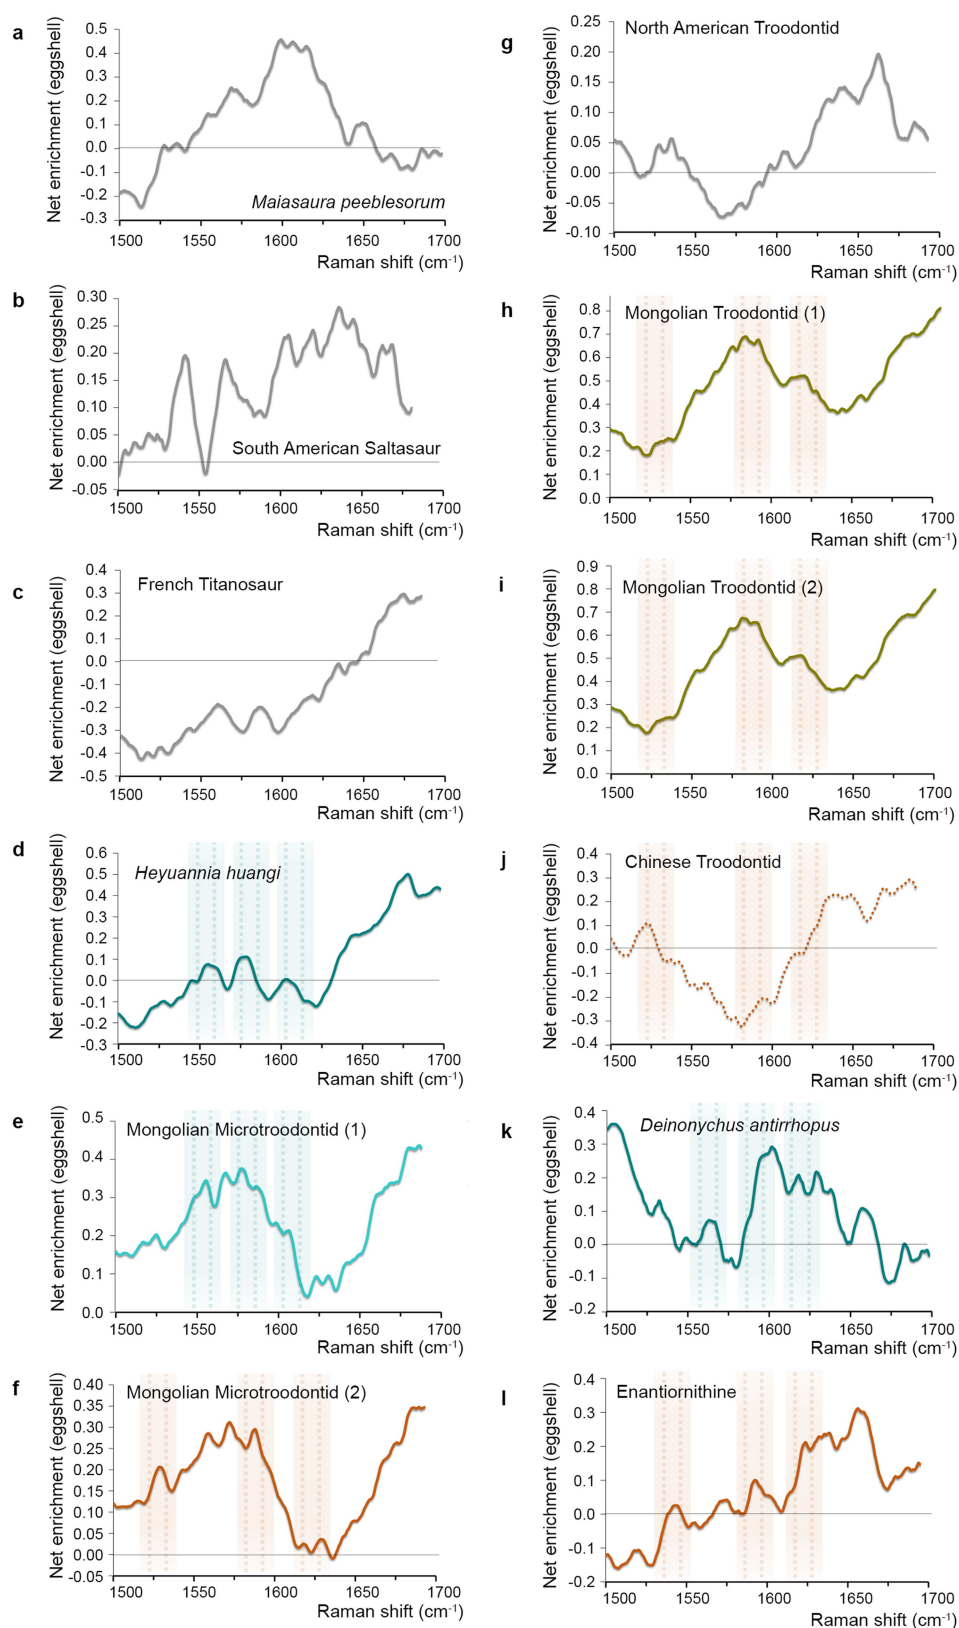 a
Net enrichment (eggshell)
0.5
0.4
0.3
0.2
0.1
0.0
-0.1
-0.2
-0.3
Maiasaura peeblesorum
1500 1550 1600 1650 1700
Raman shift (cm-1)
b
Net enrichment (eggshell)
0.30
0.25
0.20
0.15
0.10
0.05
0.00
-0.05
South American Saltasaur
1500 1550 1600 1650 1700
Raman shift (cm-1)
c
Net enrichment (eggshell)
French Titanosaur
0.4
0.3
0.1
0.0
-0.1
-0.2
-0.3
-0.4
-0.5
1500 1550 1600 1650 1700
Raman shift (cm-1)
d
Net enrichment (eggshell)
Heyuannia huangi
0.6
0.5
0.4
0.3
0.2
0.1
0.0
-0.1
-0.2
-0.3
1500 1550 1600 1650 1700
Raman shift (cm-1)
e
Net enrichment (eggshell)
Mongolian Microtroodontid (1)
0.5
0.4
0.3
0.2
0.1
0.0
1500 1550 1600 1650 1700
Raman shift (cm-1)
f
Net enrichment (eggshell)
Mongolian Microtroodontid (2)
0.40
0.35
0.30
0.25
0.20
0.15
0.10
0.05
0.00
-0.05
1500 1550 1600 1650 1700
Raman shift (cm-1)
g
Net enrichment (eggshell)
North American Troodontid
0.25
0.20
0.15
0.10
0.05
0.00
-0.05
-0.10
1500 1550 1600 1650 1700
Raman shift (cm-1)
h
Net enrichment (eggshell)
Mongolian Troodontid (1)
0.8
0.7
0.6
0.5
0.4
0.3
0.2
0.1
0.0
1500 1550 1600 1650 1700
Raman shift (cm-1)
i
Net enrichment (eggshell)
Mongolian Troodontid (2)
0.9
0.8
0.7
0.6
0.5
0.4
0.3
0.2
0.1
0.0
1500 1550 1600 1650 1700
Raman shift (cm-1)
j
Net enrichment (eggshell)
Chinese Troodontid
0.4
0.3
0.2
0.1
0.0
-0.1
-0.2
-0.3
-0.4
1500 1550 1600 1650 1700
Raman shift (cm-1)
k
Net enrichment (eggshell)
Deinonychus antirrhopus
0.4
0.3
0.2
0.1
0.0
-0.1
-0.2
1500 1550 1600 1650 1700
Raman shift (cm-1)
l
Net enrichment (eggshell)
Enantiornithine
0.4
0.3
0.2
0.1
0.0
-0.1
-0.2
1500 1550 1600 1650 1700
Raman shift (cm-1)